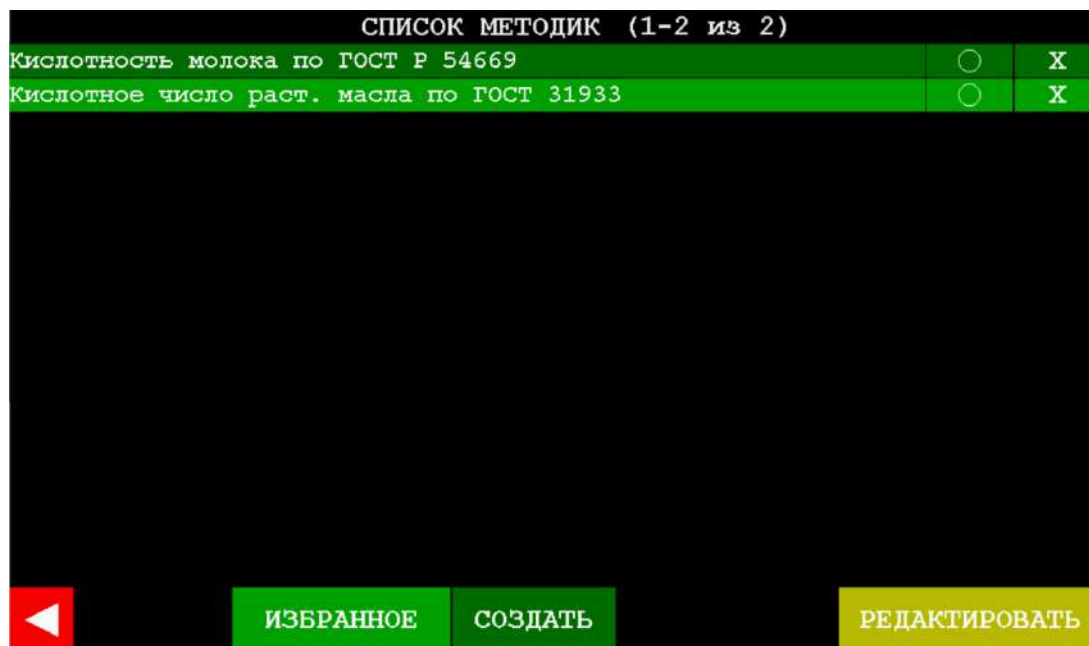 СПИСОК МЕТОДИК (1-2 из 2)
Кислотность молока по ГОСТ Р 54669 X
Кислотное число раст. масла по ГОСТ 31933 X
ИЗБРАННОЕ СОЗДАТЬ РЕДАКТИРОВАТЬ